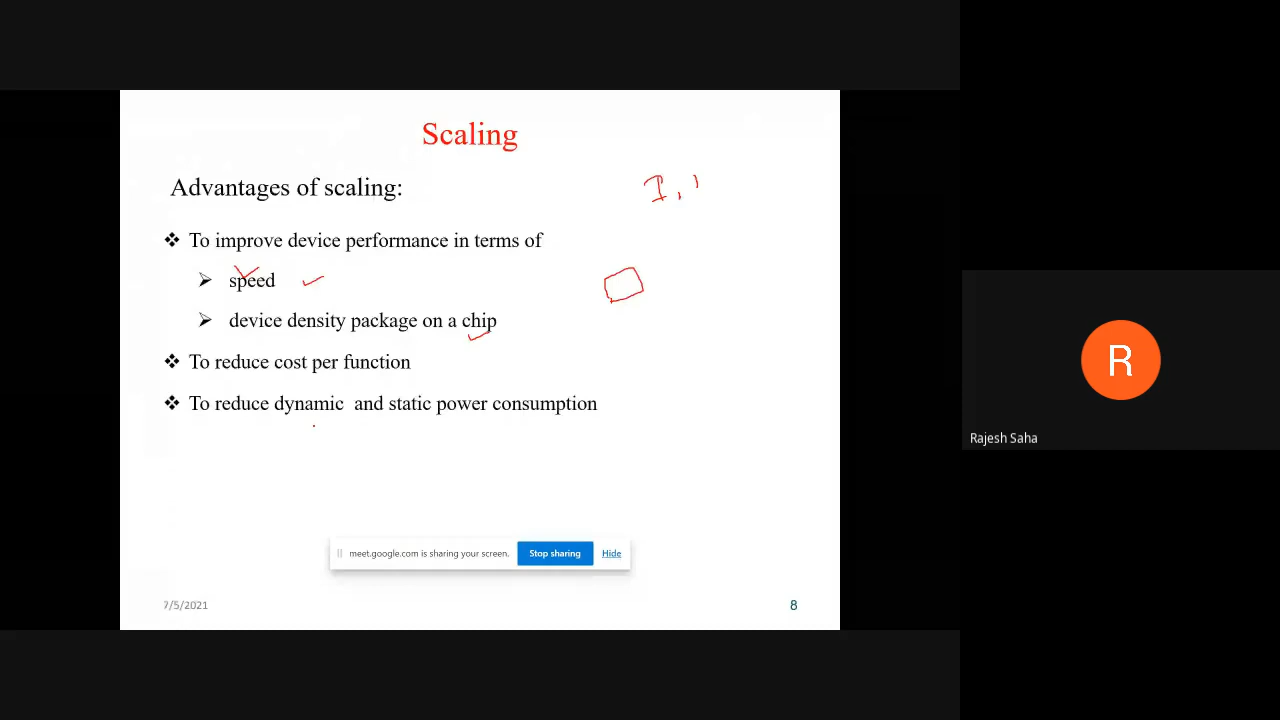 Scaling
Advantages of scaling:
I,
❖ To improve device performance in terms of
➢ speed
➢ device density package on a chip
❖ To reduce cost per function
❖ To reduce dynamic and static power consumption
R
Rajesh Saha
meet.google.com is sharing your screen. Stop sharing Hide
7/5/2021 8